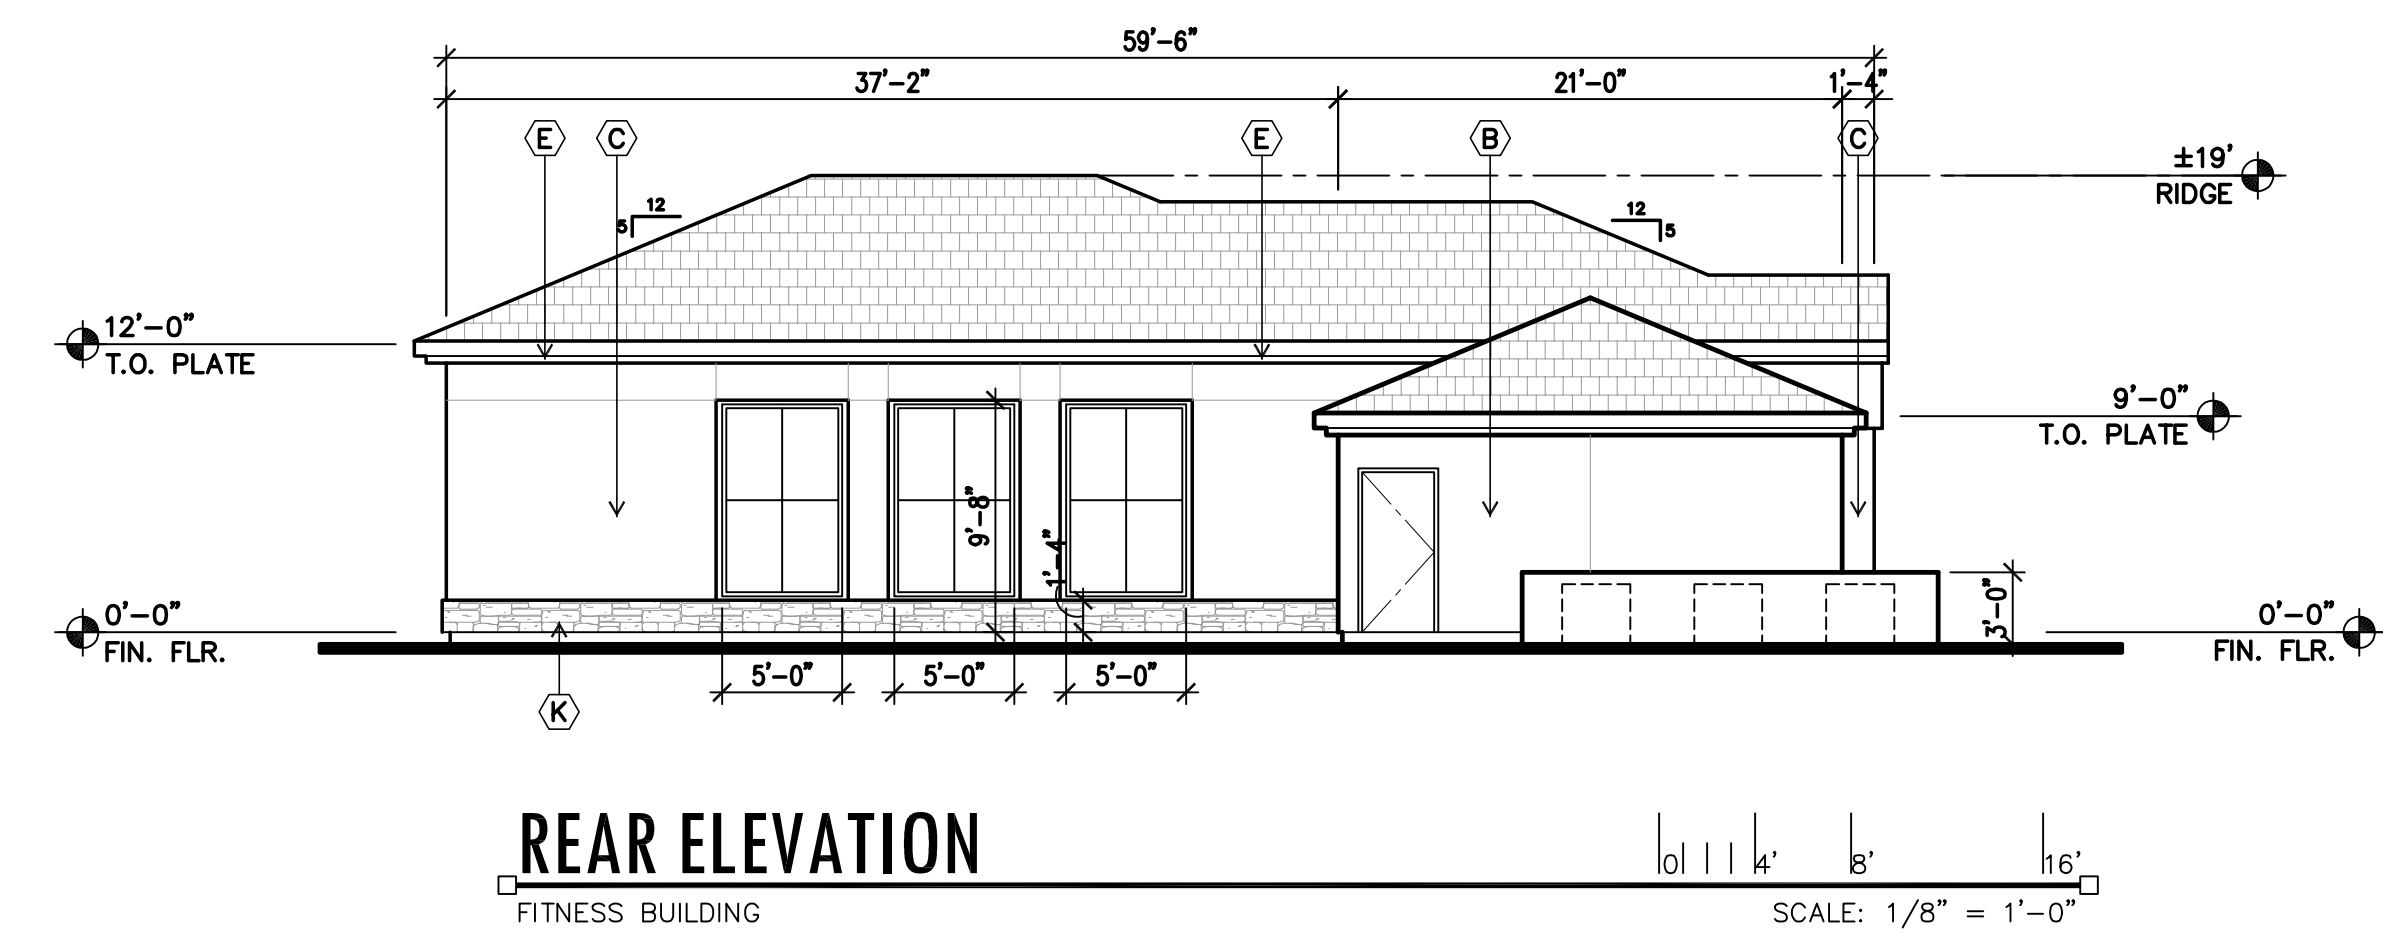 59'-6"
37'-2" 21'-0" 1'-4"
E C E B C
±19'
RIDGE
12
5
12
5
12'-0"
T.O. PLATE
9'-0"
T.O. PLATE
9'-8"
1'-4"
3'-0"
0'-0"
FIN. FLR.
0'-0"
FIN. FLR.
5'-0" 5'-0" 5'-0"
K
REAR ELEVATION
0 4' 8' 16'
FITNESS BUILDING
SCALE: 1/8" = 1'-0"